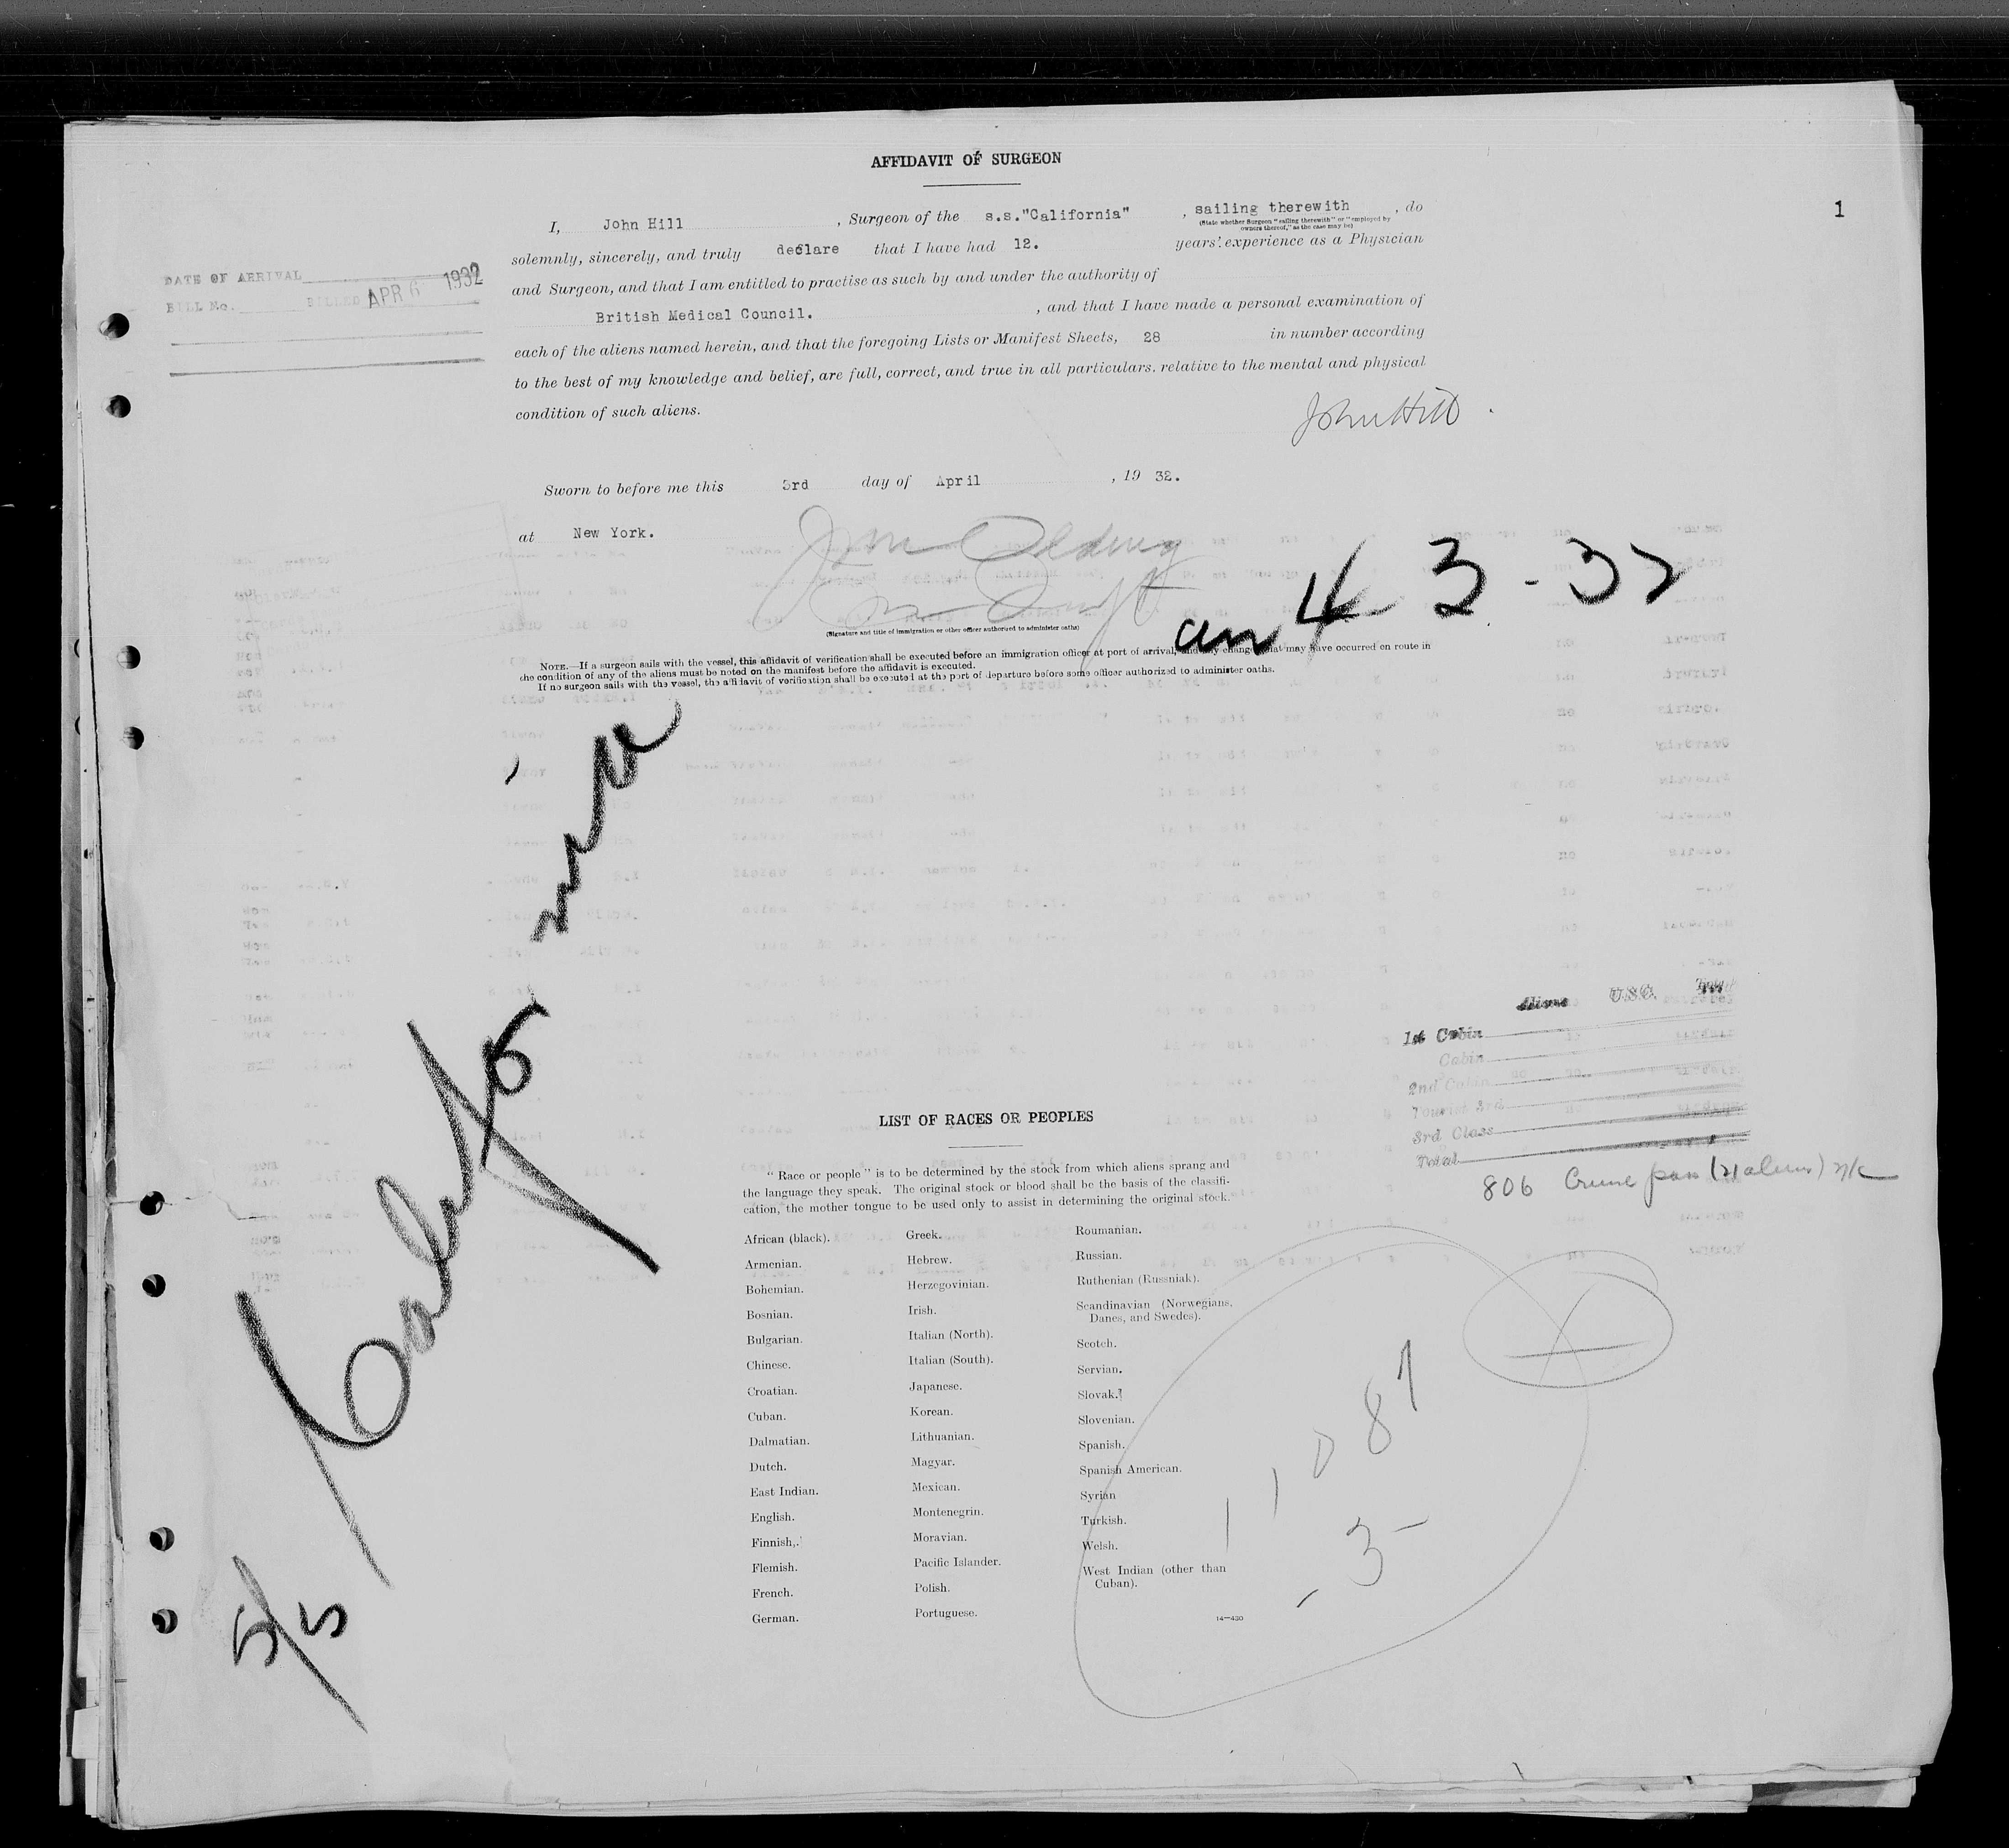 AFFIDAVIT OF SURGEON
1
I, John Hill , Surgeon of the s.s."California" , sailing therewith , do
(State whether Surgeon "sailing therewith" or "employed by
owners thereof," as the case may be)
solemnly, sincerely, and truly declare that I have had 12. years' experience as a Physician
and Surgeon, and that I am entitled to practise as such by and under the authority of
British Medical Council. , and that I have made a personal examination of
each of the aliens named herein, and that the foregoing Lists or Manifest Sheets, 28 in number according
to the best of my knowledge and belief, are full, correct, and true in all particulars. relative to the mental and physical
condition of such aliens.
John Hill
DATE OF ARRIVAL
BILL No. BILLED APR 6 1932
Sworn to before me this 3rd day of April , 19 32.
at New York.
(Signature and title of immigration or other officer authorized to administer oaths)
arr 4 3 - 32
NOTE.—If a surgeon sails with the vessel, this affidavit of verification shall be executed before an immigration officer at port of arrival, and any change that may have occurred on route in
the condition of any of the aliens must be noted on the manifest before the affidavit is executed.
If no surgeon sails with the vessel, the affidavit of verification shall be executed at the port of departure before some officer authorized to administer oaths.
California
5/5
Aliens U.S.C. Total
1st Cabin
Cabin
2nd Cabin
Tourist 3rd
3rd Class
Total
806 Cruise pass (21 aliens)
LIST OF RACES OR PEOPLES
"Race or people" is to be determined by the stock from which aliens sprang and
the language they speak. The original stock or blood shall be the basis of the classifi-
cation, the mother tongue to be used only to assist in determining the original stock.
African (black).
Armenian.
Bohemian.
Bosnian.
Bulgarian.
Chinese.
Croatian.
Cuban.
Dalmatian.
Dutch.
East Indian.
English.
Finnish.
Flemish.
French.
German.
Greek.
Hebrew.
Herzegovinian.
Irish.
Italian (North).
Italian (South).
Japanese.
Korean.
Lithuanian.
Magyar.
Mexican.
Montenegrin.
Moravian.
Pacific Islander.
Polish.
Portuguese.
Roumanian.
Russian.
Ruthenian (Russniak).
Scandinavian (Norwegians,
Danes, and Swedes).
Scotch.
Servian.
Slovak.
Slovenian.
Spanish.
Spanish American.
Syrian
Turkish.
Welsh.
West Indian (other than
Cuban).
14—430
11087
- 3 -